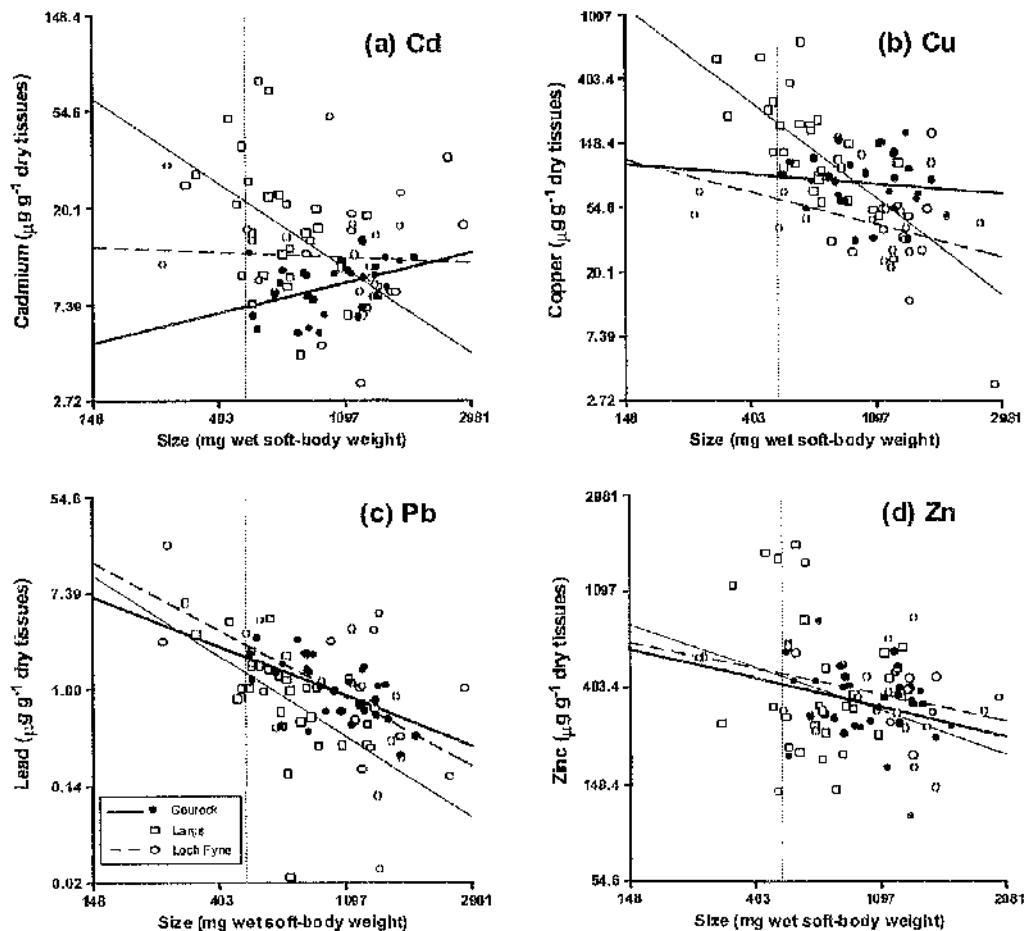 (a) Cd
148.4
54.6
20.1
7.39
2.72
Cadmium (µg g⁻¹ dry tissues)
148
403
1097
2981
Size (mg wet soft-body weight)
(b) Cu
1097
403.4
148.4
54.8
20.1
7.39
2.72
Copper (µg g⁻¹ dry tissues)
148
403
1097
2981
Size (mg wet soft-body weight)
(c) Pb
54.6
7.39
1.00
0.14
0.02
Lead (µg g⁻¹ dry tissues)
Gourock
Largs
Loch Fyne
148
403
1097
2981
Size (mg wet soft-body weight)
(d) Zn
2981
1097
403.4
148.4
54.6
Zinc (µg g⁻¹ dry tissues)
148
403
1097
2981
Size (mg wet soft-body weight)